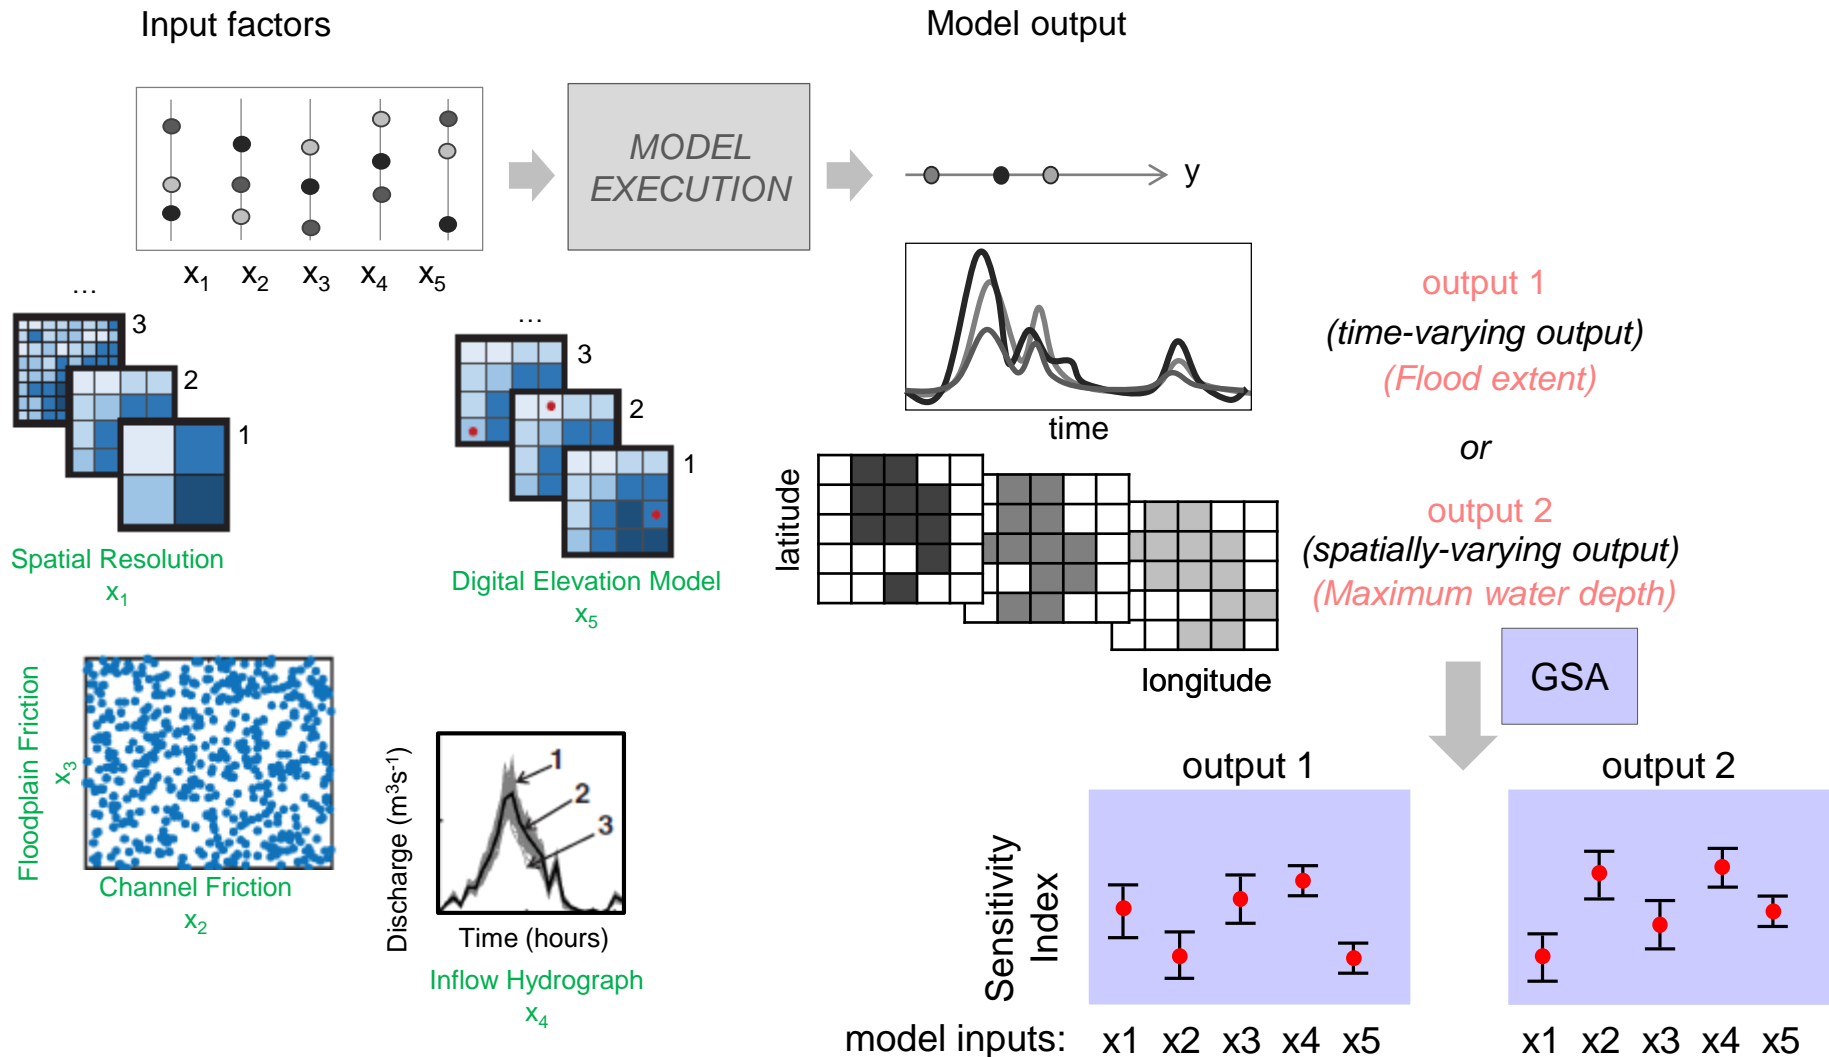 Input factors
Model output
MODEL
EXECUTION
y
x₁ x₂ x₃ x₄ x₅
...
3
2
1
Spatial Resolution
x₁
...
3
2
1
Digital Elevation Model
x₅
time
output 1
(time-varying output)
(Flood extent)
or
latitude
longitude
output 2
(spatially-varying output)
(Maximum water depth)
GSA
Floodplain Friction
x₃
Channel Friction
x₂
Discharge (m³s⁻¹)
1
2
3
Time (hours)
Inflow Hydrograph
x₄
output 1
output 2
Sensitivity
Index
model inputs: x1 x2 x3 x4 x5 x1 x2 x3 x4 x5